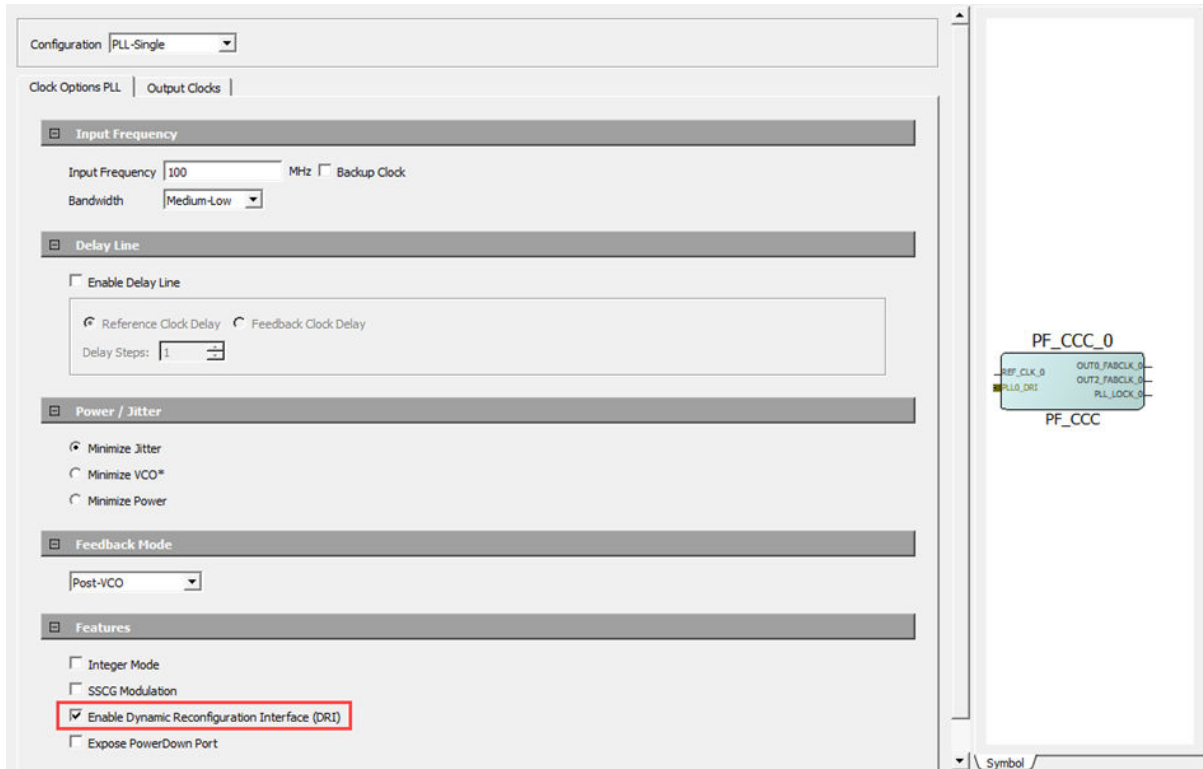 Configuration PLL-Single
Clock Options PLL Output Clocks
Input Frequency
Input Frequency 100 MHz Backup Clock
Bandwidth Medium-Low
Delay Line
Enable Delay Line
Reference Clock Delay Feedback Clock Delay
Delay Steps: 1
Power / Jitter
Minimize Jitter
Minimize VCO*
Minimize Power
Feedback Mode
Post-VCO
Features
Integer Mode
SSCG Modulation
Enable Dynamic Reconfiguration Interface (DRI)
Expose PowerDown Port
PF_CCC_0
REF_CLK_0 OUT0_FABCLK_0
PLL0_DRI OUT2_FABCLK_0
PLL_LOCK_0
PF_CCC
Symbol